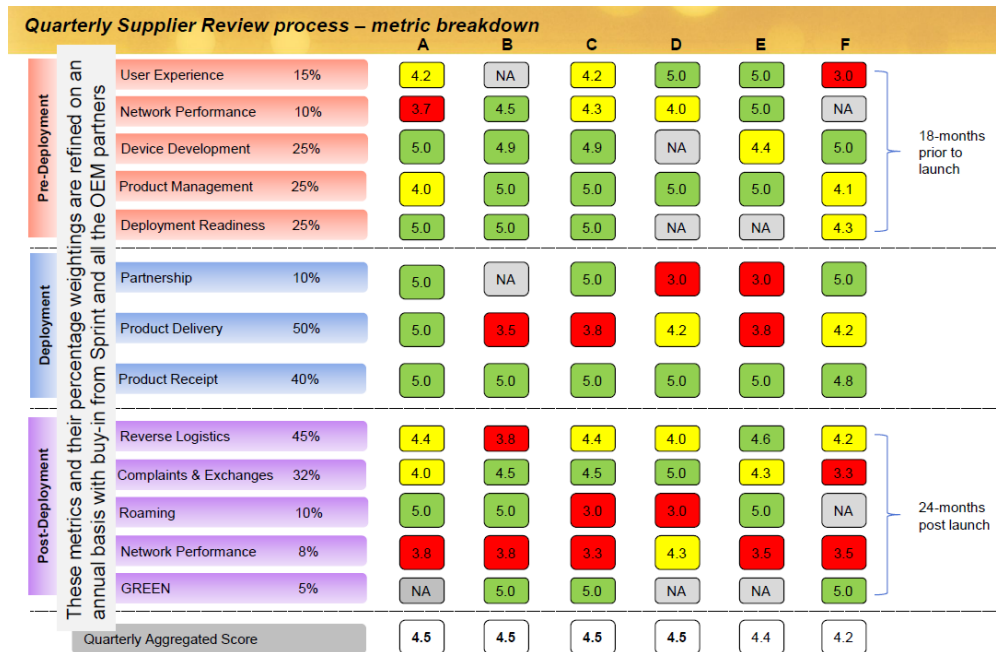 Quarterly Supplier Review process – metric breakdown
A B C D E F
These metrics and their percentage weightings are refined on an
annual basis with buy-in from Sprint and all the OEM partners
Pre-Deployment
User Experience 15% 4.2 NA 4.2 5.0 5.0 3.0
Network Performance 10% 3.7 4.5 4.3 4.0 5.0 NA
Device Development 25% 5.0 4.9 4.9 NA 4.4 5.0
Product Management 25% 4.0 5.0 5.0 5.0 5.0 4.1
Deployment Readiness 25% 5.0 5.0 5.0 NA NA 4.3
18-months
prior to
launch
Deployment
Partnership 10% 5.0 NA 5.0 3.0 3.0 5.0
Product Delivery 50% 5.0 3.5 3.8 4.2 3.8 4.2
Product Receipt 40% 5.0 5.0 5.0 5.0 5.0 4.8
Post-Deployment
Reverse Logistics 45% 4.4 3.8 4.4 4.0 4.6 4.2
Complaints & Exchanges 32% 4.0 4.5 4.5 5.0 4.3 3.3
Roaming 10% 5.0 5.0 3.0 3.0 5.0 NA
Network Performance 8% 3.8 3.8 3.3 4.3 3.5 3.5
GREEN 5% NA 5.0 5.0 NA NA 5.0
24-months
post launch
Quarterly Aggregated Score 4.5 4.5 4.5 4.5 4.4 4.2